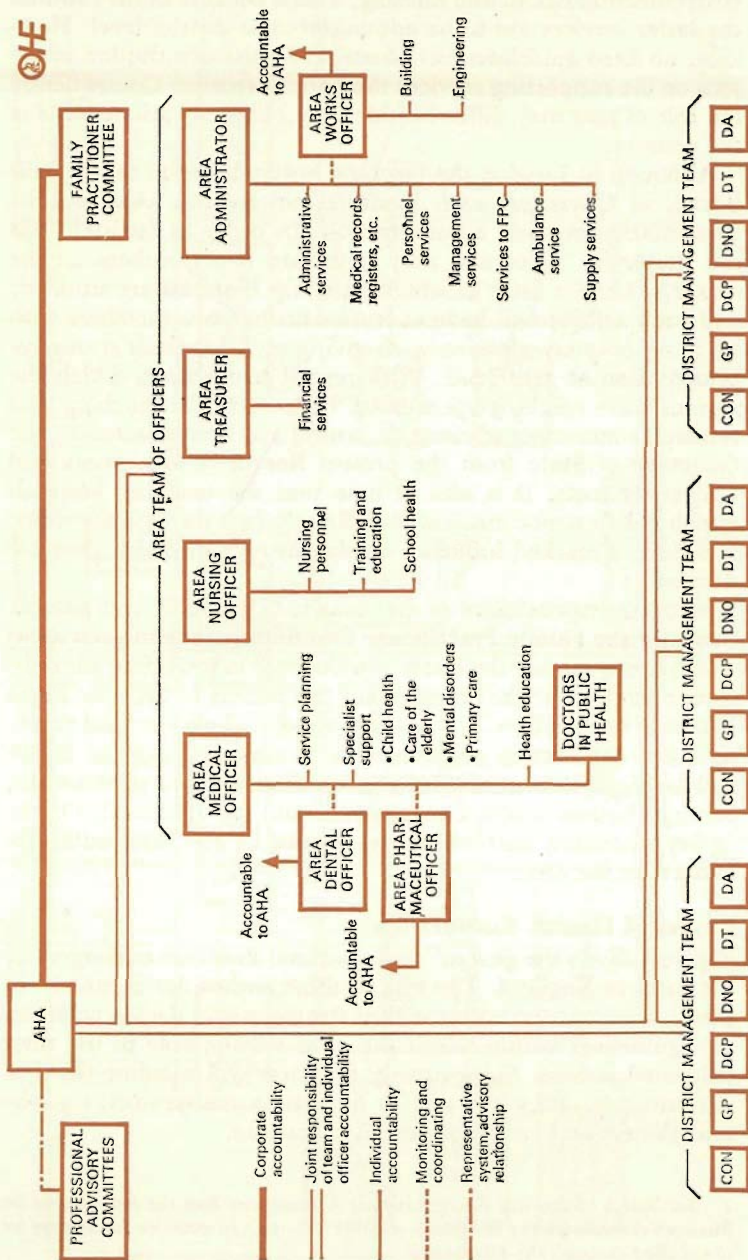 OHE
PROFESSIONAL
ADVISORY
COMMITTEES
AHA
FAMILY
PRACTITIONER
COMMITTEE
AREA TEAM OF OFFICERS
AREA
MEDICAL
OFFICER
AREA
NURSING
OFFICER
AREA
TREASURER
AREA
ADMINISTRATOR
Service planning
Specialist
support
• Child health
• Care of the
elderly
• Mental disorders
• Primary care
Health education
Accountable
to AHA
AREA
DENTAL
OFFICER
Accountable
to AHA
AREA PHAR-
MACEUTICAL
OFFICER
DOCTORS
IN PUBLIC
HEALTH
Nursing
personnel
Training and
education
School health
Financial
services
Administrative
services
Medical records
registers, etc.
Personnel
services
Management
services
Services to FPC
Ambulance
service
Supply services
Accountable
to AHA
AREA
WORKS
OFFICER
Building
Engineering
Corporate
accountability
Joint responsibility
of team and individual
officer accountability
Individual
accountability
Monitoring and
coordinating
Representative
system, advisory
relationship
DISTRICT MANAGEMENT TEAM
CON GP DCP DNO DT DA
DISTRICT MANAGEMENT TEAM
CON GP DCP DNO DT DA
DISTRICT MANAGEMENT TEAM
CON GP DCP DNO DT DA